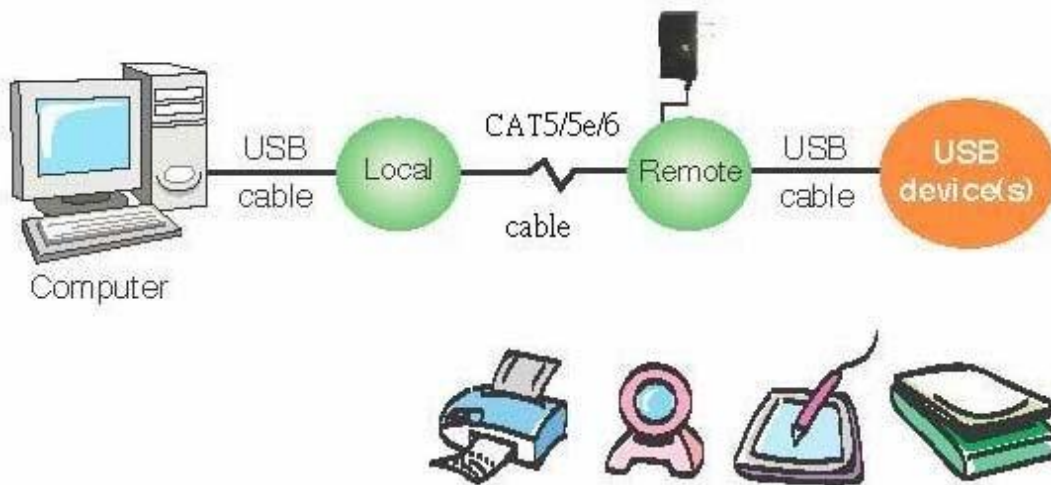 USB
cable
Local
CAT5/5e/6
cable
Remote
USB
cable
USB
device(s)
Computer